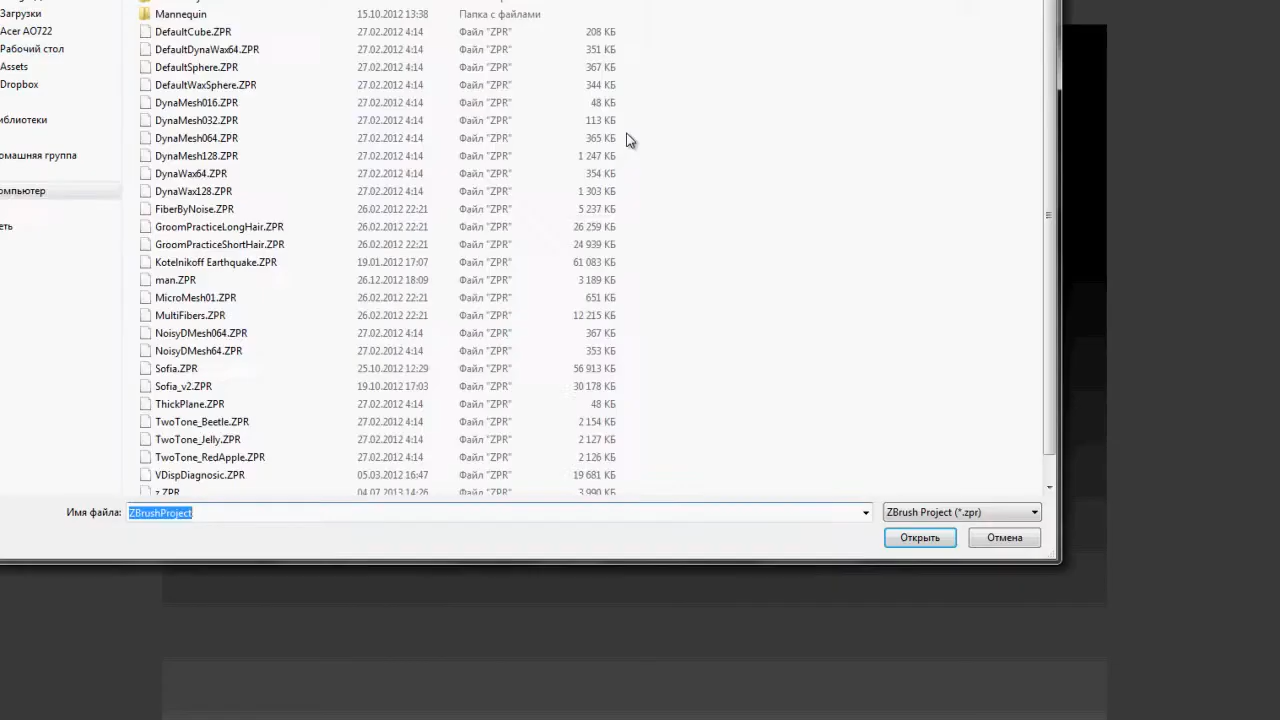 Загрузки
Acer AO722
Рабочий стол
Assets
Dropbox
иблиотеки
омашняя группа
омпьютер
еть
Mannequin 15.10.2012 13:38 Папка с файлами
DefaultCube.ZPR 27.02.2012 4:14 Файл "ZPR" 208 КБ
DefaultDynaWax64.ZPR 27.02.2012 4:14 Файл "ZPR" 351 КБ
DefaultSphere.ZPR 27.02.2012 4:14 Файл "ZPR" 367 КБ
DefaultWaxSphere.ZPR 27.02.2012 4:14 Файл "ZPR" 344 КБ
DynaMesh016.ZPR 27.02.2012 4:14 Файл "ZPR" 48 КБ
DynaMesh032.ZPR 27.02.2012 4:14 Файл "ZPR" 113 КБ
DynaMesh064.ZPR 27.02.2012 4:14 Файл "ZPR" 365 КБ
DynaMesh128.ZPR 27.02.2012 4:14 Файл "ZPR" 1 247 КБ
DynaWax64.ZPR 27.02.2012 4:14 Файл "ZPR" 354 КБ
DynaWax128.ZPR 27.02.2012 4:14 Файл "ZPR" 1 303 КБ
FiberByNoise.ZPR 26.02.2012 22:21 Файл "ZPR" 5 237 КБ
GroomPracticeLongHair.ZPR 26.02.2012 22:21 Файл "ZPR" 26 259 КБ
GroomPracticeShortHair.ZPR 26.02.2012 22:21 Файл "ZPR" 24 939 КБ
Kotelnikoff Earthquake.ZPR 19.01.2012 17:07 Файл "ZPR" 61 083 КБ
man.ZPR 26.12.2012 18:09 Файл "ZPR" 3 189 КБ
MicroMesh01.ZPR 26.02.2012 22:21 Файл "ZPR" 651 КБ
MultiFibers.ZPR 26.02.2012 22:21 Файл "ZPR" 12 215 КБ
NoisyDMesh064.ZPR 27.02.2012 4:14 Файл "ZPR" 367 КБ
NoisyDMesh64.ZPR 27.02.2012 4:14 Файл "ZPR" 353 КБ
Sofia.ZPR 25.10.2012 12:29 Файл "ZPR" 56 913 КБ
Sofia_v2.ZPR 19.10.2012 17:03 Файл "ZPR" 30 178 КБ
ThickPlane.ZPR 27.02.2012 4:14 Файл "ZPR" 48 КБ
TwoTone_Beetle.ZPR 27.02.2012 4:14 Файл "ZPR" 2 154 КБ
TwoTone_Jelly.ZPR 27.02.2012 4:14 Файл "ZPR" 2 127 КБ
TwoTone_RedApple.ZPR 27.02.2012 4:14 Файл "ZPR" 2 126 КБ
VDispDiagnosic.ZPR 05.03.2012 16:47 Файл "ZPR" 19 681 КБ
z.ZPR 04.07.2013 14:26 Файл "ZPR" 3 990 КБ
Имя файла: ZBrushProject ZBrush Project (*.zpr)
Открыть Отмена